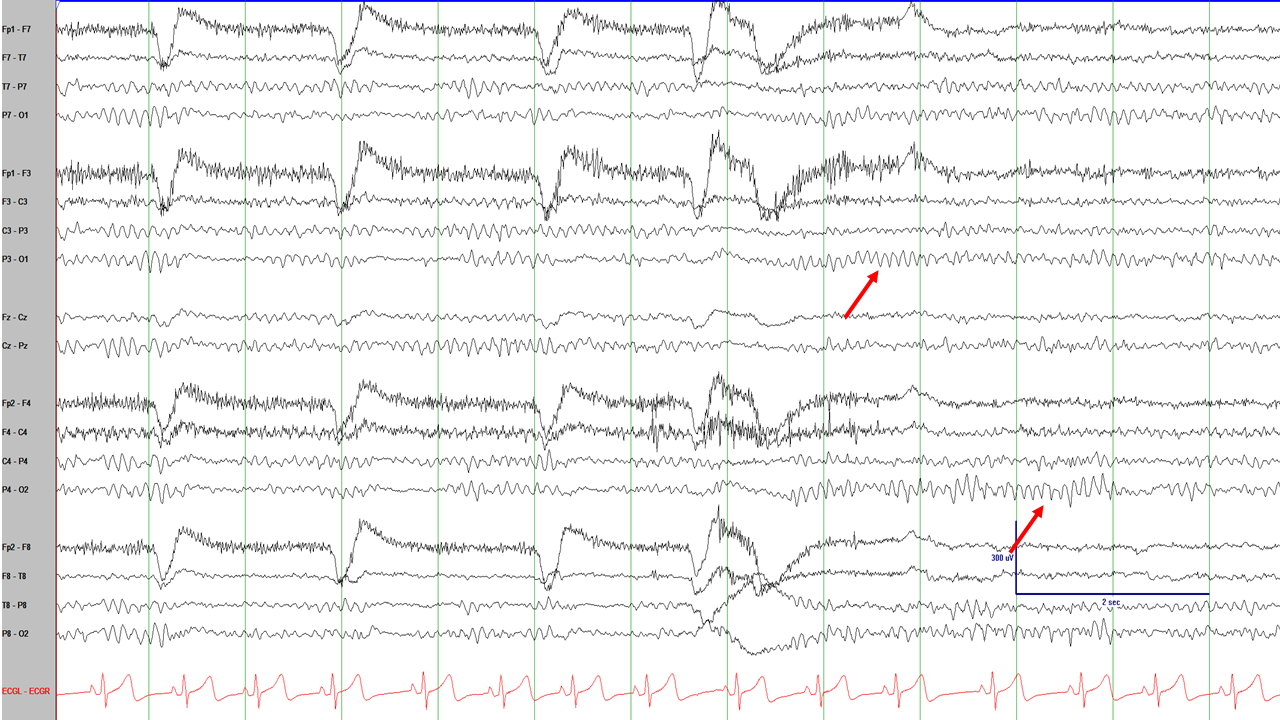 Fp1 - F7
F7 - T7
T7 - P7
P7 - O1
Fp1 - F3
F3 - C3
C3 - P3
P3 - O1
Fz - Cz
Cz - Pz
Fp2 - F4
F4 - C4
C4 - P4
P4 - O2
Fp2 - F8
300 uV
F8 - T8
2 sec
T8 - P8
P8 - O2
ECGL - ECGR